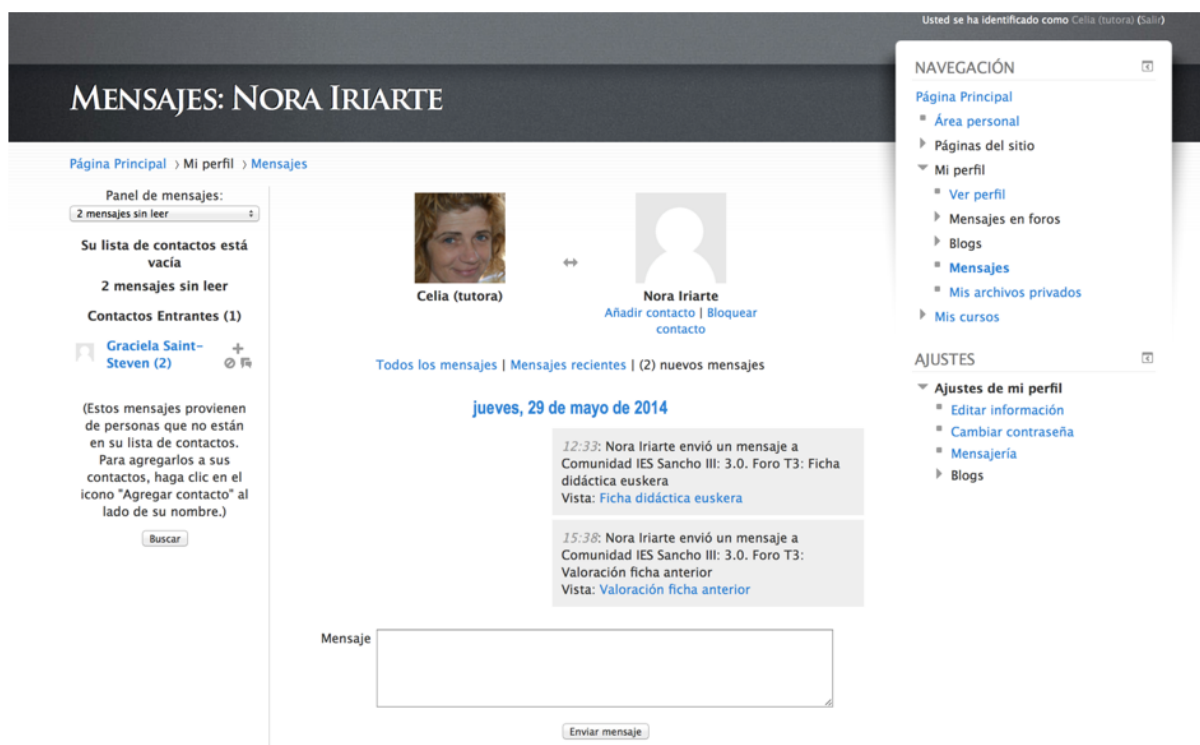 Usted se ha identificado como Celia (tutora) (Salir)
MENSAJES: NORA IRIARTE
Página Principal › Mi perfil › Mensajes
Panel de mensajes:
2 mensajes sin leer
Su lista de contactos está
vacía
2 mensajes sin leer
Contactos Entrantes (1)
Graciela Saint-
Steven (2)
(Estos mensajes provienen
de personas que no están
en su lista de contactos.
Para agregarlos a sus
contactos, haga clic en el
icono "Agregar contacto" al
lado de su nombre.)
Buscar
Celia (tutora)
Nora Iriarte
Añadir contacto | Bloquear
contacto
Todos los mensajes | Mensajes recientes | (2) nuevos mensajes
jueves, 29 de mayo de 2014
12:33: Nora Iriarte envió un mensaje a
Comunidad IES Sancho III: 3.0. Foro T3: Ficha
didáctica euskera
Vista: Ficha didáctica euskera
15:38: Nora Iriarte envió un mensaje a
Comunidad IES Sancho III: 3.0. Foro T3:
Valoración ficha anterior
Vista: Valoración ficha anterior
Mensaje
Enviar mensaje
NAVEGACIÓN
Página Principal
Área personal
Páginas del sitio
Mi perfil
Ver perfil
Mensajes en foros
Blogs
Mensajes
Mis archivos privados
Mis cursos
AJUSTES
Ajustes de mi perfil
Editar información
Cambiar contraseña
Mensajería
Blogs